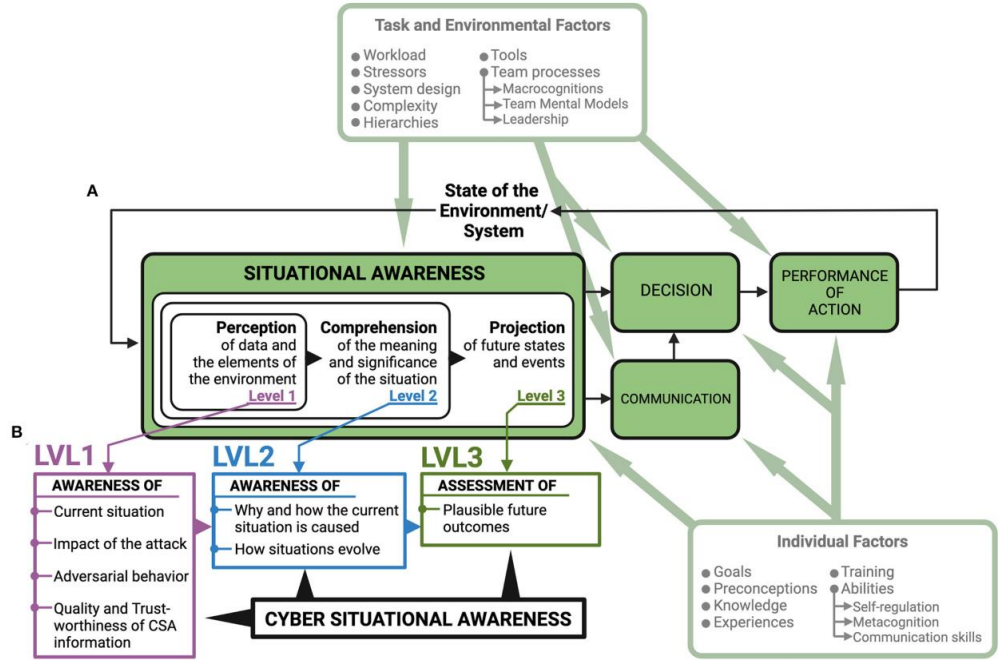 Task and Environmental Factors
Workload
Stressors
System design
Complexity
Hierarchies
Tools
Team processes
Macrocognitions
Team Mental Models
Leadership
A
State of the
Environment/
System
SITUATIONAL AWARENESS
Perception
of data and
the elements of
the environment
Level 1
Comprehension
of the meaning
and significance
of the situation
Level 2
Projection
of future states
and events
Level 3
DECISION
PERFORMANCE
OF
ACTION
COMMUNICATION
B
LVL1
AWARENESS OF
Current situation
Impact of the attack
Adversarial behavior
Quality and Trust-
worthiness of CSA
information
LVL2
AWARENESS OF
Why and how the current
situation is caused
How situations evolve
LVL3
ASSESSMENT OF
Plausible future
outcomes
CYBER SITUATIONAL AWARENESS
Individual Factors
Goals
Preconceptions
Knowledge
Experiences
Training
Abilities
Self-regulation
Metacognition
Communication skills